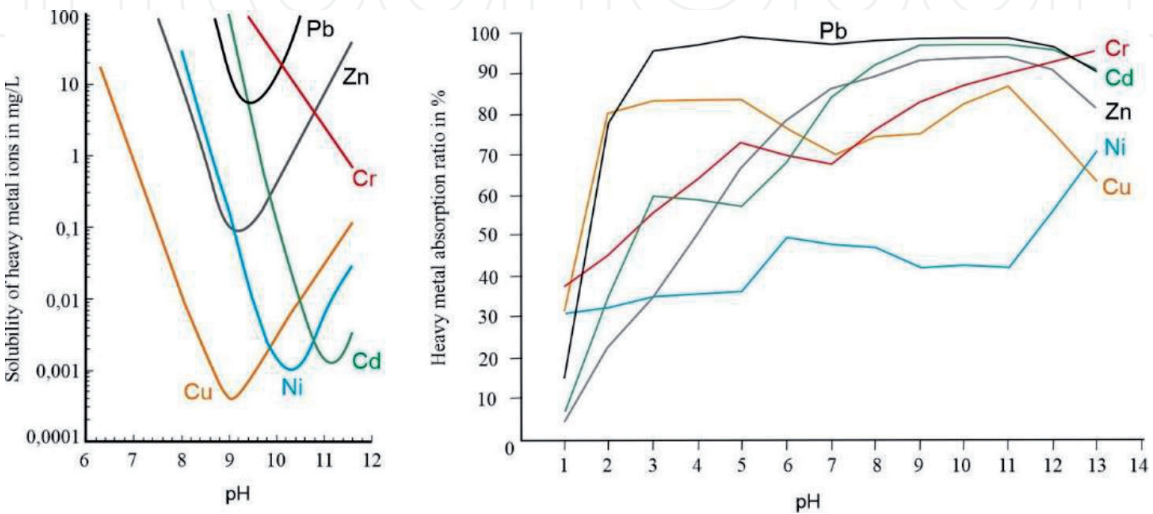 Solubility of heavy metal ions in mg/L
100
10
1
0,1
0,01
0,001
0,0001
6 7 8 9 10 11 12
pH
Pb
Zn
Cr
Cu
Ni
Cd
Heavy metal absorption ratio in %
100
90
80
70
60
50
40
30
20
10
0
1 2 3 4 5 6 7 8 9 10 11 12 13 14
pH
Pb
Cr
Cd
Zn
Ni
Cu